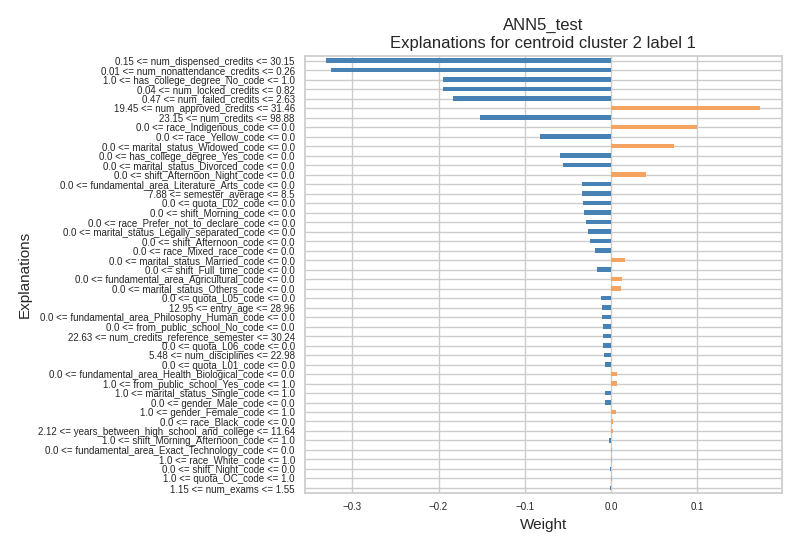 ANN5_test
Explanations for centroid cluster 2 label 1
0.15 <= num_dispensed_credits <= 30.15
0.01 <= num_nonattendance_credits <= 0.26
1.0 <= has_college_degree_No_code <= 1.0
0.04 <= num_locked_credits <= 0.82
0.47 <= num_failed_credits <= 2.63
19.45 <= num_approved_credits <= 31.46
23.15 <= num_credits <= 98.88
0.0 <= race_Indigenous_code <= 0.0
0.0 <= race_Yellow_code <= 0.0
0.0 <= marital_status_Widowed_code <= 0.0
0.0 <= has_college_degree_Yes_code <= 0.0
0.0 <= marital_status_Divorced_code <= 0.0
0.0 <= shift_Afternoon_Night_code <= 0.0
0.0 <= fundamental_area_Literature_Arts_code <= 0.0
7.88 <= semester_average <= 8.5
0.0 <= quota_L02_code <= 0.0
0.0 <= shift_Morning_code <= 0.0
0.0 <= race_Prefer_not_to_declare_code <= 0.0
0.0 <= marital_status_Legally_separated_code <= 0.0
0.0 <= shift_Afternoon_code <= 0.0
0.0 <= race_Mixed_race_code <= 0.0
0.0 <= marital_status_Married_code <= 0.0
0.0 <= shift_Full_time_code <= 0.0
0.0 <= fundamental_area_Agricultural_code <= 0.0
0.0 <= marital_status_Others_code <= 0.0
0.0 <= quota_L05_code <= 0.0
12.95 <= entry_age <= 28.96
0.0 <= fundamental_area_Philosophy_Human_code <= 0.0
0.0 <= from_public_school_No_code <= 0.0
22.63 <= num_credits_reference_semester <= 30.24
0.0 <= quota_L06_code <= 0.0
5.48 <= num_disciplines <= 22.98
0.0 <= quota_L01_code <= 0.0
0.0 <= fundamental_area_Health_Biological_code <= 0.0
1.0 <= from_public_school_Yes_code <= 1.0
1.0 <= marital_status_Single_code <= 1.0
0.0 <= gender_Male_code <= 0.0
1.0 <= gender_Female_code <= 1.0
0.0 <= race_Black_code <= 0.0
2.12 <= years_between_high_school_and_college <= 11.64
1.0 <= shift_Morning_Afternoon_code <= 1.0
0.0 <= fundamental_area_Exact_Technology_code <= 0.0
1.0 <= race_White_code <= 1.0
0.0 <= shift_Night_code <= 0.0
1.0 <= quota_OC_code <= 1.0
1.15 <= num_exams <= 1.55
Explanations
−0.3 −0.2 −0.1 0.0 0.1
Weight